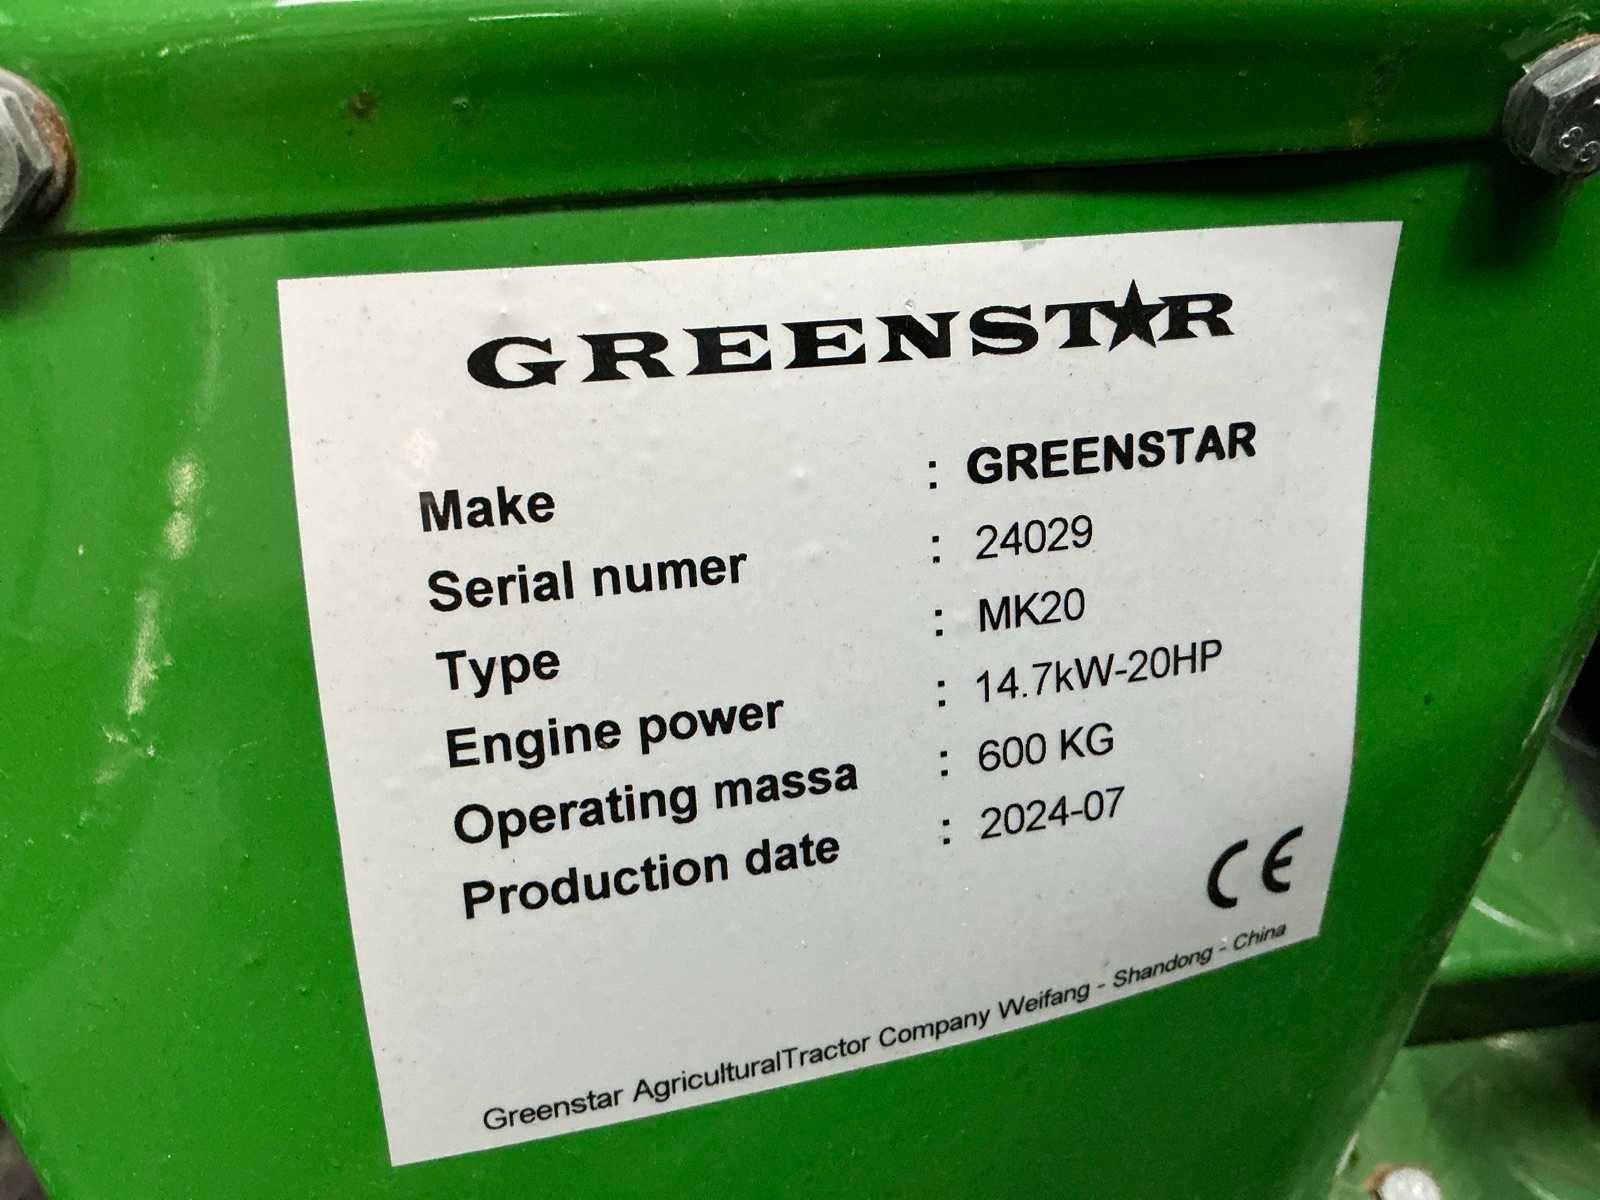 GREENSTAR
Make : GREENSTAR
Serial numer : 24029
Type : MK20
Engine power : 14.7kW-20HP
Operating massa : 600 KG
Production date : 2024-07
CE
Greenstar AgriculturalTractor Company Weifang - Shandong - China